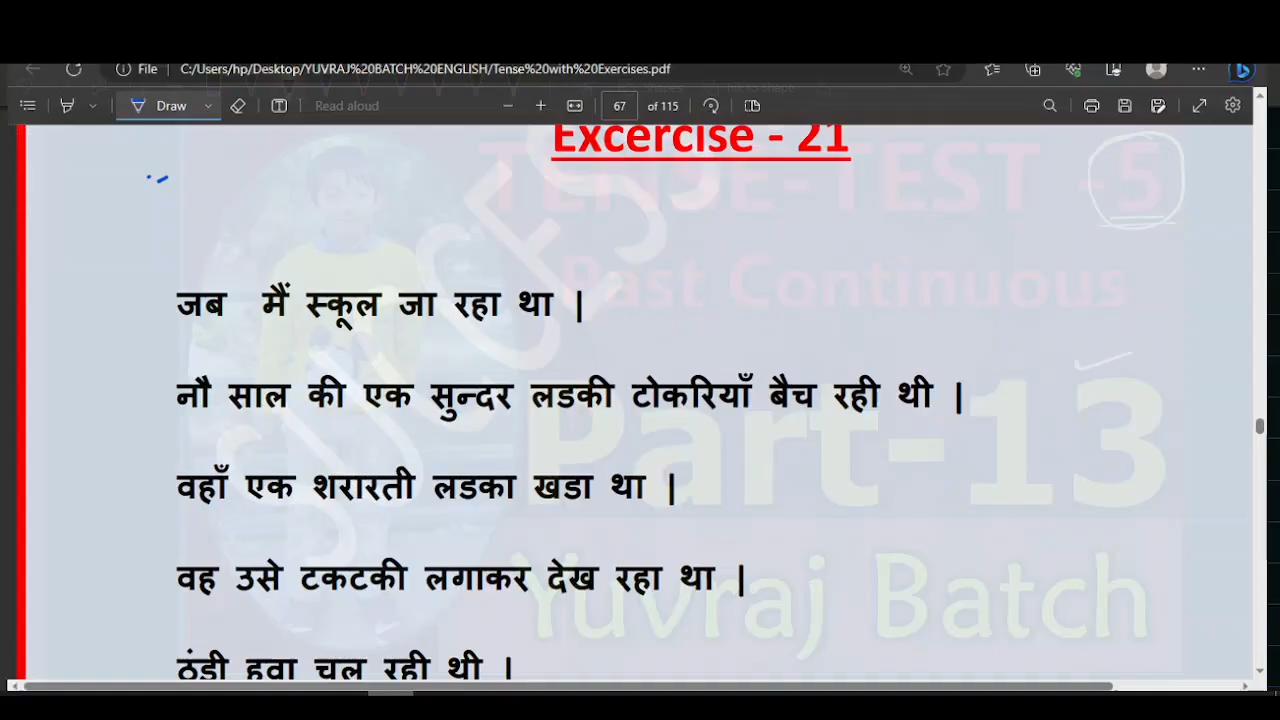 File C:/Users/hp/Desktop/YUVRAJ%20BATCH%20ENGLISH/Tense%20with%20Exercises.pdf
Draw Read aloud 67 of 115
Excercise - 21
TENSE-TEST -5
Past Continuous
जब मैं स्कूल जा रहा था |
नौ साल की एक सुन्दर लडकी टोकरियाँ बैच रही थी |
Part-13
वहाँ एक शरारती लडका खडा था |
वह उसे टकटकी लगाकर देख रहा था |
Yuvraj Batch
ठंडी हवा चल रही थी |